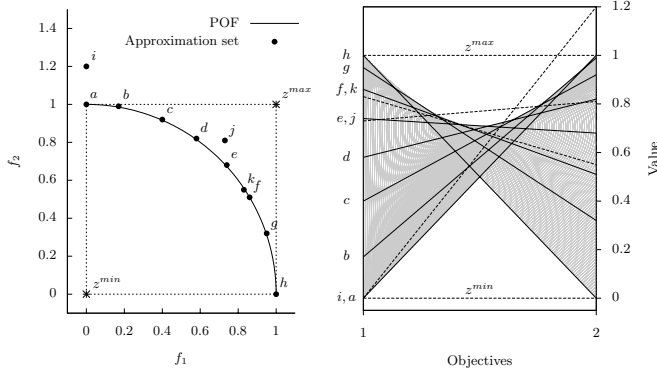 POF
Approximation set
1.4
1.2
1
0.8
0.6
0.4
0.2
0
f₂
i
a
b
c
d
j
e
k
f
g
h
z^max
z^min
0 0.2 0.4 0.6 0.8 1
f₁
h
g
f, k
e, j
d
c
b
i, a
z^max
z^min
1.2
1
0.8
0.6
0.4
0.2
0
Value
1 2
Objectives